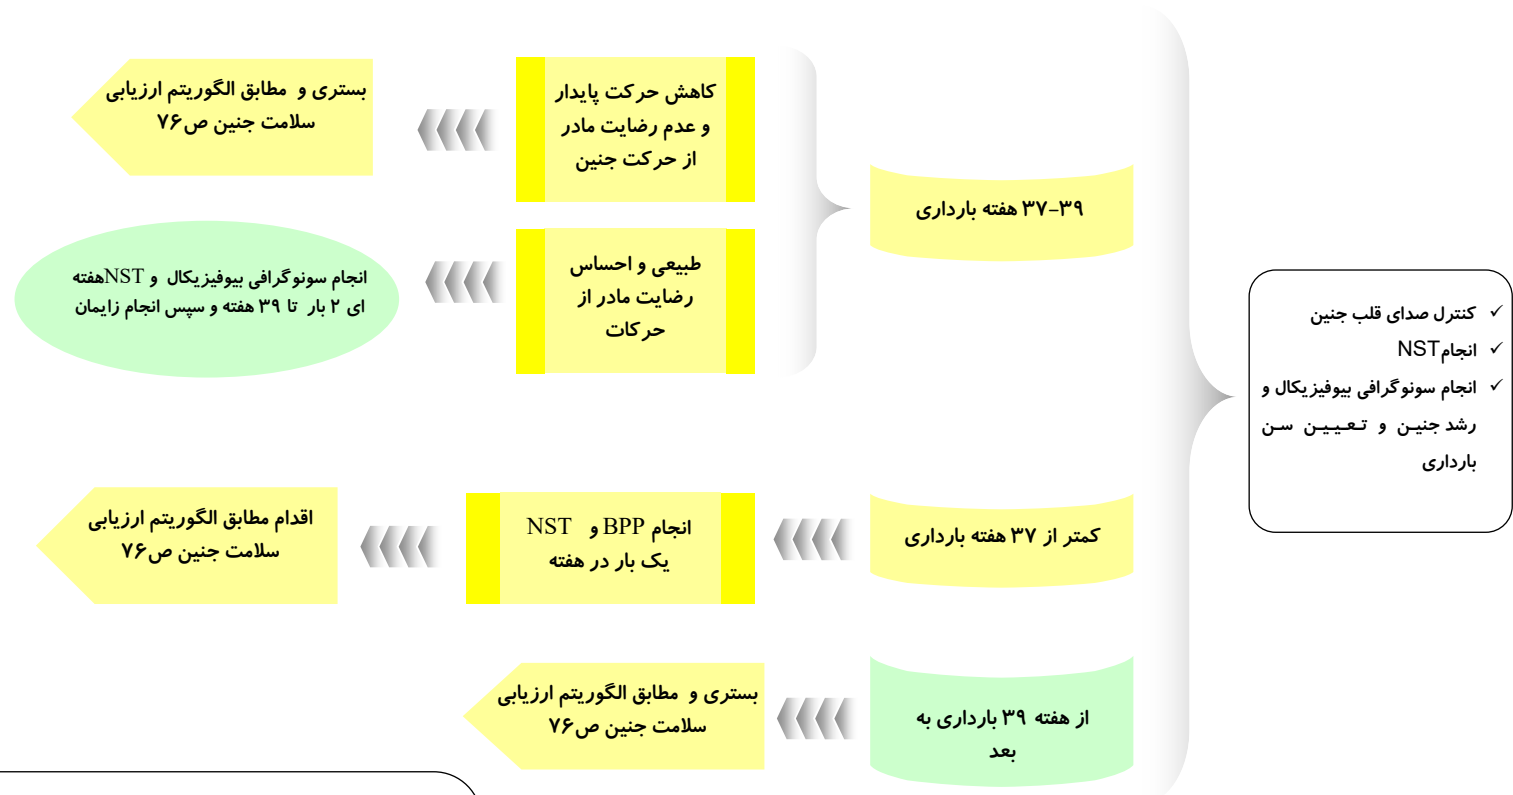 کنترل صدای قلب جنین
انجامNST
انجام سونوگرافی بیوفیزیکال و
رشد جنین و تعیین سن
بارداری
۳۷-۳۹ هفته بارداری
کاهش حرکت پایدار
و عدم رضایت مادر
از حرکت جنین
بستری و مطابق الگوریتم ارزیابی
سلامت جنین ص۷۶
طبیعی و احساس
رضایت مادر از
حرکات
انجام سونوگرافی بیوفیزیکال و NSTهفته
ای ۲ بار تا ۳۹ هفته و سپس انجام زایمان
کمتر از ۳۷ هفته بارداری
انجام BPP و NST
یک بار در هفته
اقدام مطابق الگوریتم ارزیابی
سلامت جنین ص۷۶
از هفته ۳۹ بارداری به
بعد
بستری و مطابق الگوریتم ارزیابی
سلامت جنین ص۷۶